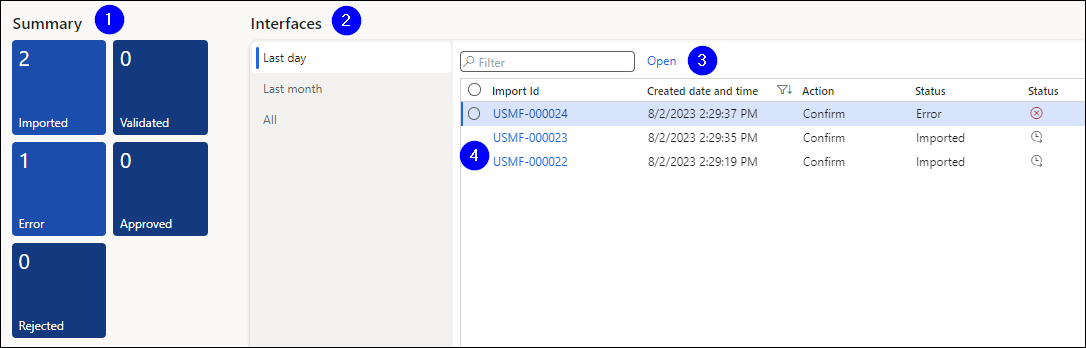 Summary 1
2
Imported
0
Validated
1
Error
0
Approved
0
Rejected
Interfaces 2
Last day
Last month
All
Filter Open 3
Import Id Created date and time Action Status Status
USMF-000024 8/2/2023 2:29:37 PM Confirm Error
USMF-000023 8/2/2023 2:29:35 PM Confirm Imported
4 USMF-000022 8/2/2023 2:29:19 PM Confirm Imported